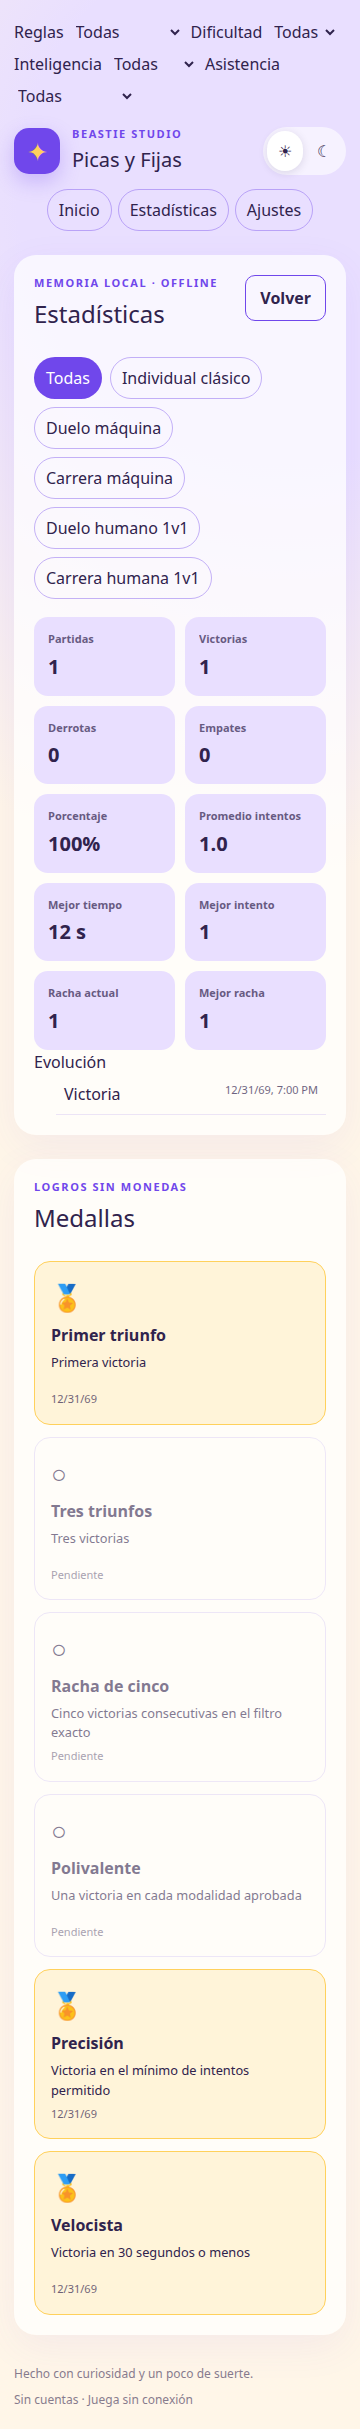 Reglas Todas Dificultad Todas
Inteligencia Todas Asistencia
Todas
BEASTIE STUDIO
Picas y Fijas
Inicio Estadísticas Ajustes
MEMORIA LOCAL · OFFLINE
Estadísticas
Volver
Todas Individual clásico
Duelo máquina
Carrera máquina
Duelo humano 1v1
Carrera humana 1v1
Partidas Victorias
1 1
Derrotas Empates
0 0
Porcentaje Promedio intentos
100% 1.0
Mejor tiempo Mejor intento
12 s 1
Racha actual Mejor racha
1 1
Evolución
Victoria 12/31/69, 7:00 PM
LOGROS SIN MONEDAS
Medallas
Primer triunfo
Primera victoria
12/31/69
Tres triunfos
Tres victorias
Pendiente
Racha de cinco
Cinco victorias consecutivas en el filtro
exacto
Pendiente
Polivalente
Una victoria en cada modalidad aprobada
Pendiente
Precisión
Victoria en el mínimo de intentos
permitido
12/31/69
Velocista
Victoria en 30 segundos o menos
12/31/69
Hecho con curiosidad y un poco de suerte.
Sin cuentas · Juega sin conexión